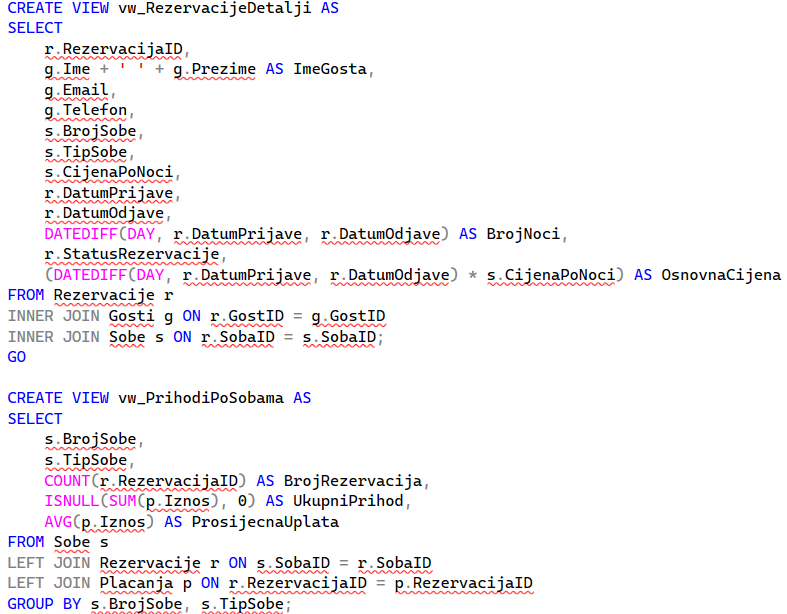 CREATE VIEW vw_RezervacijeDetalji AS
SELECT
    r.RezervacijaID,
    g.Ime + ' ' + g.Prezime AS ImeGosta,
    g.Email,
    g.Telefon,
    s.BrojSobe,
    s.TipSobe,
    s.CijenaPoNoci,
    r.DatumPrijave,
    r.DatumOdjave,
    DATEDIFF(DAY, r.DatumPrijave, r.DatumOdjave) AS BrojNoci,
    r.StatusRezervacije,
    (DATEDIFF(DAY, r.DatumPrijave, r.DatumOdjave) * s.CijenaPoNoci) AS OsnovnaCijena
FROM Rezervacije r
INNER JOIN Gosti g ON r.GostID = g.GostID
INNER JOIN Sobe s ON r.SobaID = s.SobaID;
GO

CREATE VIEW vw_PrihodiPoSobama AS
SELECT
    s.BrojSobe,
    s.TipSobe,
    COUNT(r.RezervacijaID) AS BrojRezervacija,
    ISNULL(SUM(p.Iznos), 0) AS UkupniPrihod,
    AVG(p.Iznos) AS ProsijecnaUplata
FROM Sobe s
LEFT JOIN Rezervacije r ON s.SobaID = r.SobaID
LEFT JOIN Placanja p ON r.RezervacijaID = p.RezervacijaID
GROUP BY s.BrojSobe, s.TipSobe;